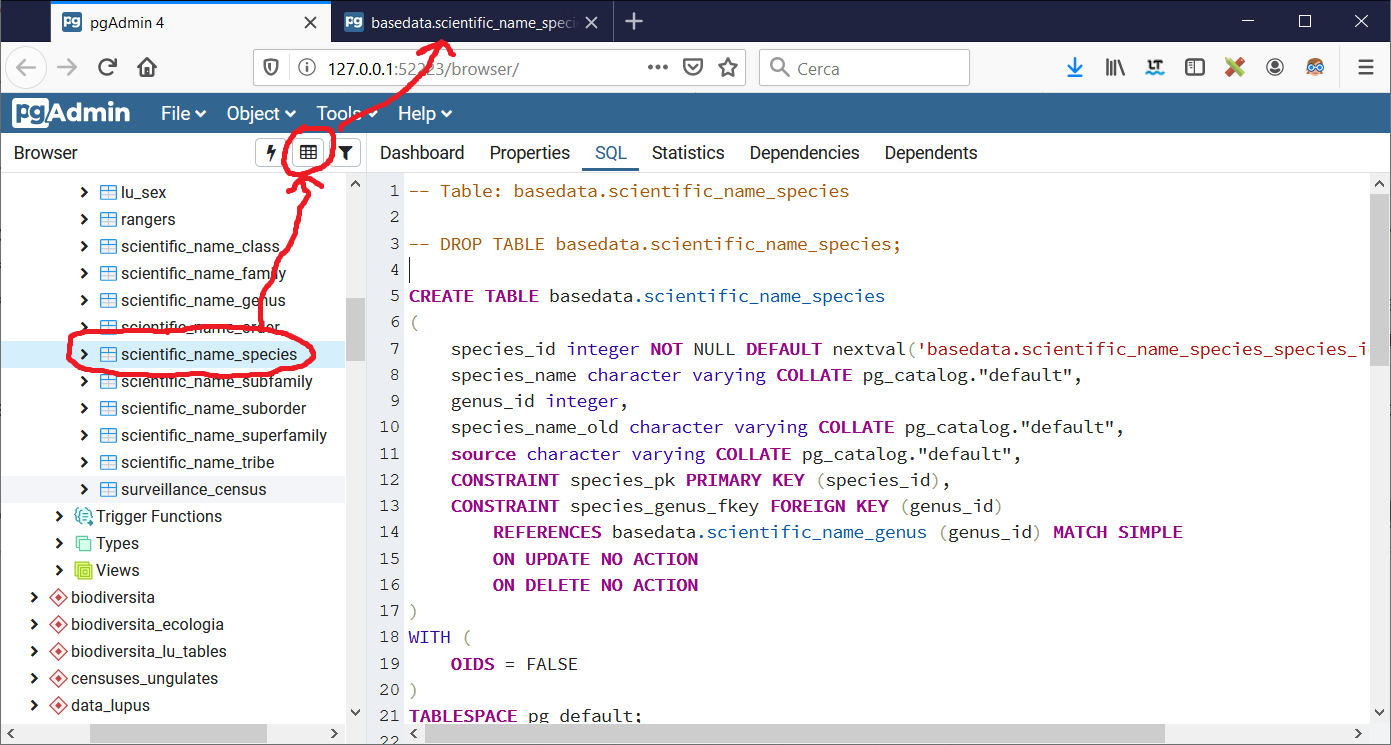 pgAdmin 4
basedata.scientific_name_speci
127.0.0.1:52223/browser/
Cerca
pgAdmin
File
Object
Tools
Help
Browser
Dashboard
Properties
SQL
Statistics
Dependencies
Dependents
lu_sex
rangers
scientific_name_class
scientific_name_family
scientific_name_genus
scientific_name_order
scientific_name_species
scientific_name_subfamily
scientific_name_suborder
scientific_name_superfamily
scientific_name_tribe
surveillance_census
Trigger Functions
Types
Views
biodiversita
biodiversita_ecologia
biodiversita_lu_tables
censuses_ungulates
data_lupus
1 -- Table: basedata.scientific_name_species
2
3 -- DROP TABLE basedata.scientific_name_species;
4
5 CREATE TABLE basedata.scientific_name_species
6 (
7 species_id integer NOT NULL DEFAULT nextval('basedata.scientific_name_species_species_i
8 species_name character varying COLLATE pg_catalog."default",
9 genus_id integer,
10 species_name_old character varying COLLATE pg_catalog."default",
11 source character varying COLLATE pg_catalog."default",
12 CONSTRAINT species_pk PRIMARY KEY (species_id),
13 CONSTRAINT species_genus_fkey FOREIGN KEY (genus_id)
14 REFERENCES basedata.scientific_name_genus (genus_id) MATCH SIMPLE
15 ON UPDATE NO ACTION
16 ON DELETE NO ACTION
17 )
18 WITH (
19 OIDS = FALSE
20 )
21 TABLESPACE pg_default;
22